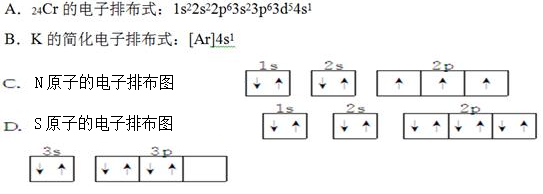 A. ₂₄Cr 的电子排布式：1s²2s²2p⁶3s²3p⁶3d⁵4s¹
B. K 的简化电子排布式：[Ar]4s¹
1s 2s 2p
C. N原子的电子排布图 ↓ ↑ ↓ ↑ ↑ ↑ ↑
1s 2s 2p
D. S原子的电子排布图 ↓ ↑ ↓ ↑ ↓ ↑ ↓ ↑ ↓ ↑
3s 3p
↓ ↑ ↓ ↑ ↓ ↑